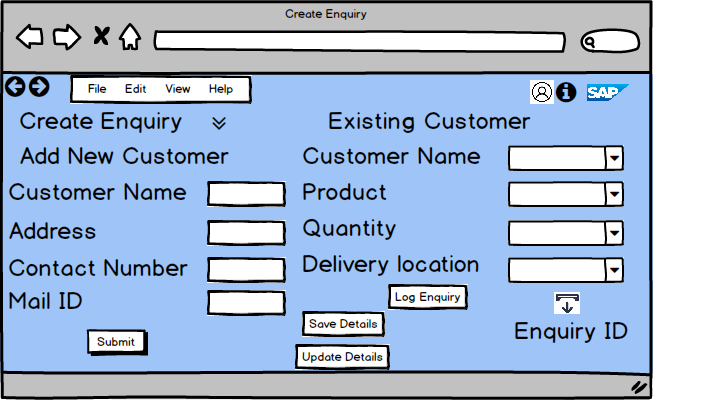 Create Enquiry
File Edit View Help
SAP
Create Enquiry
Add New Customer
Customer Name
Address
Contact Number
Mail ID
Submit
Existing Customer
Customer Name
Product
Quantity
Delivery location
Log Enquiry
Save Details
Update Details
Enquiry ID